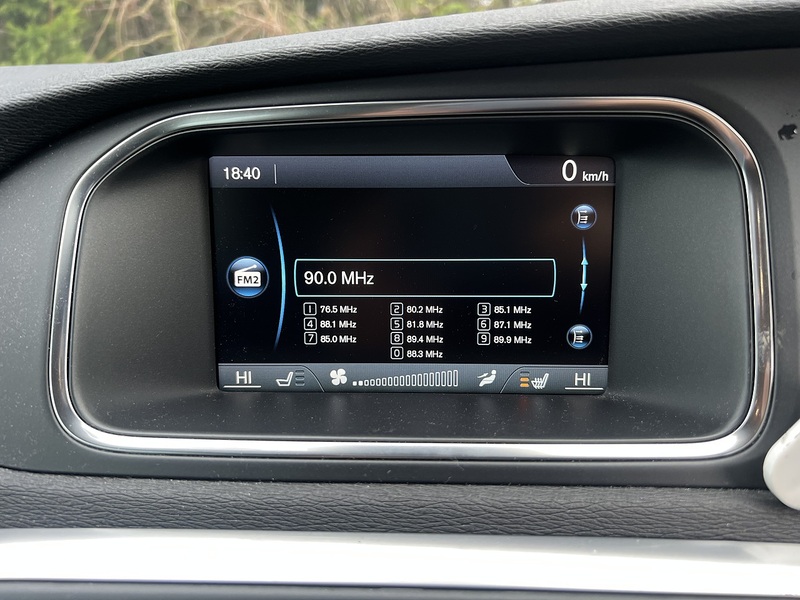 18:40 0 km/h
FM2
90.0 MHz
1 76.5 MHz 2 80.2 MHz 3 85.1 MHz
4 88.1 MHz 5 81.8 MHz 6 87.1 MHz
7 85.0 MHz 8 89.4 MHz 9 89.9 MHz
0 88.3 MHz
HI HI